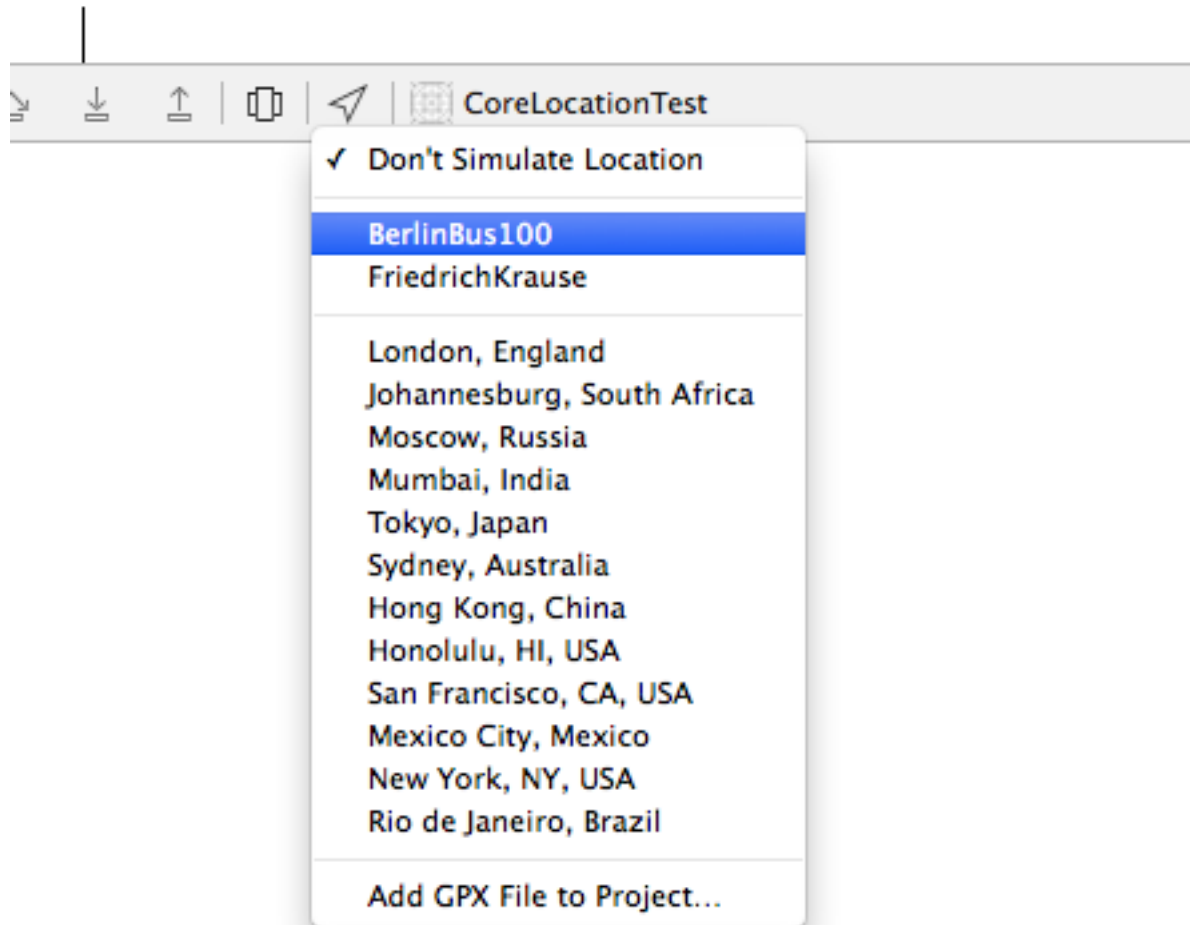 CoreLocationTest
✓ Don't Simulate Location
BerlinBus100
FriedrichKrause
London, England
Johannesburg, South Africa
Moscow, Russia
Mumbai, India
Tokyo, Japan
Sydney, Australia
Hong Kong, China
Honolulu, HI, USA
San Francisco, CA, USA
Mexico City, Mexico
New York, NY, USA
Rio de Janeiro, Brazil
Add GPX File to Project...